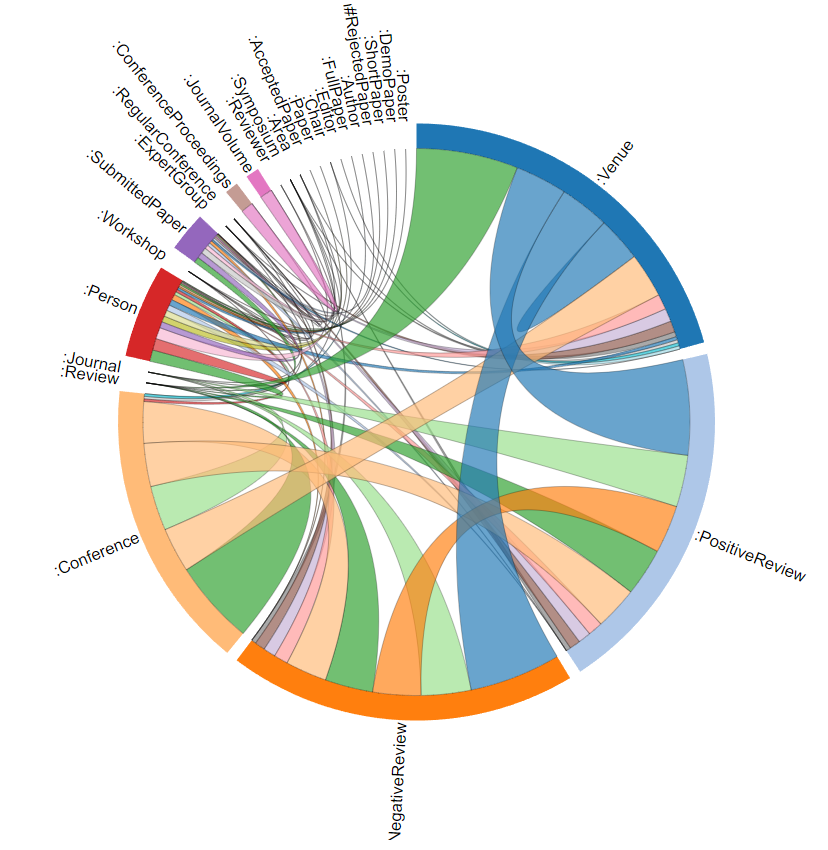 :Venue
:PositiveReview
NegativeReview
:Conference
:Review
:Journal
:Person
:Workshop
:SubmittedPaper
:ExpertGroup
:RegularConference
:ConferenceProceedings
:JournalVolume
:Reviewer
:Symposium
:Area
:AcceptedPaper
:Paper
:Chair
:Editor
:FullPaper
:Author
#RejectedPaper
:ShortPaper
:DemoPaper
:Poster